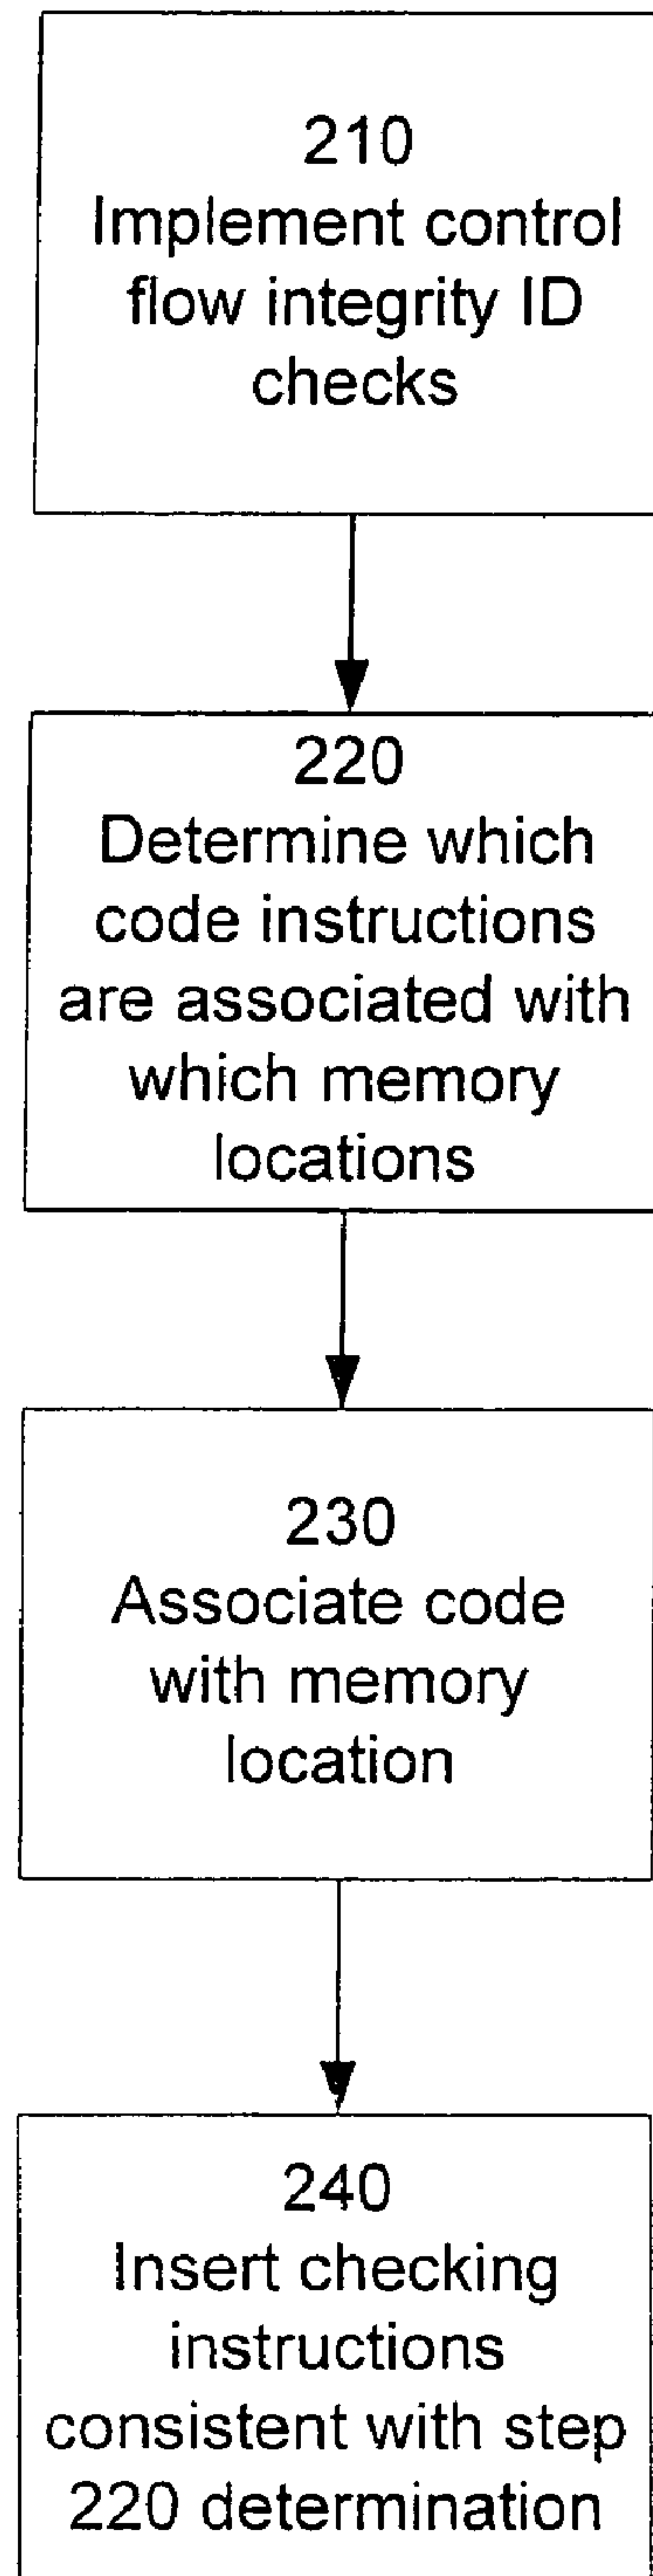 210
Implement control
flow integrity ID
checks
220
Determine which
code instructions
are associated with
which memory
locations
230
Associate code
with memory
location
240
Insert checking
instructions
consistent with step
220 determination